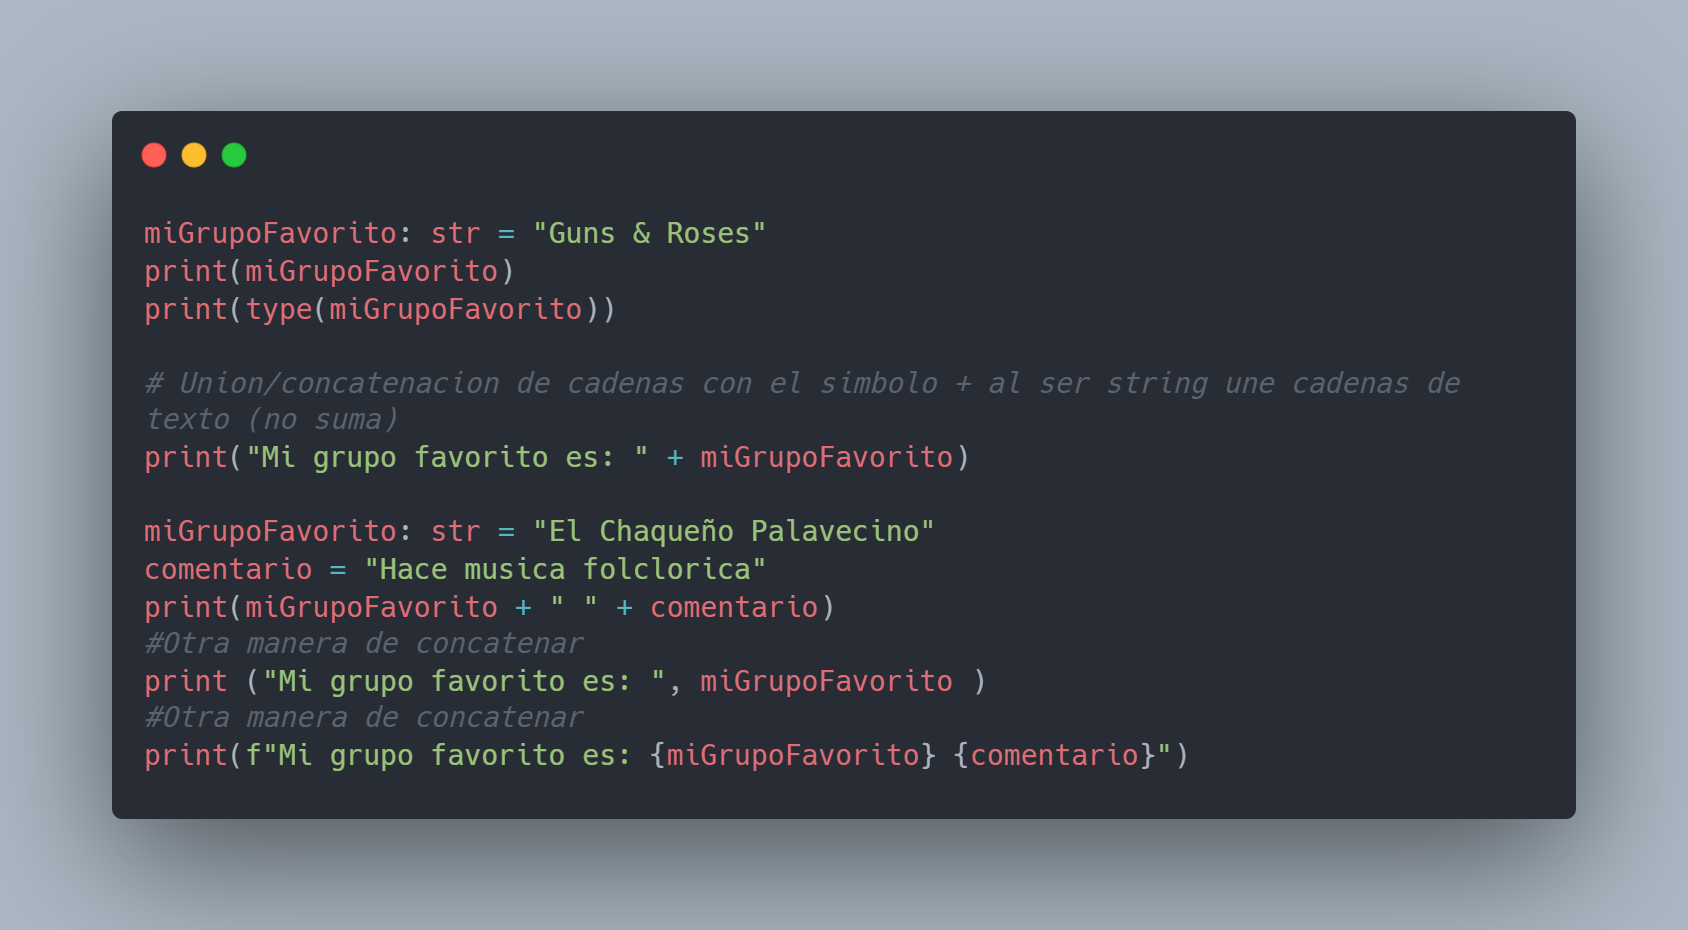 miGrupoFavorito: str = "Guns & Roses"
print(miGrupoFavorito)
print(type(miGrupoFavorito))
# Union/concatenacion de cadenas con el simbolo + al ser string une cadenas de
texto (no suma)
print("Mi grupo favorito es: " + miGrupoFavorito)
miGrupoFavorito: str = "El Chaqueño Palavecino"
comentario = "Hace musica folclorica"
print(miGrupoFavorito + " " + comentario)
#Otra manera de concatenar
print ("Mi grupo favorito es: ", miGrupoFavorito )
#Otra manera de concatenar
print(f"Mi grupo favorito es: {miGrupoFavorito} {comentario}")